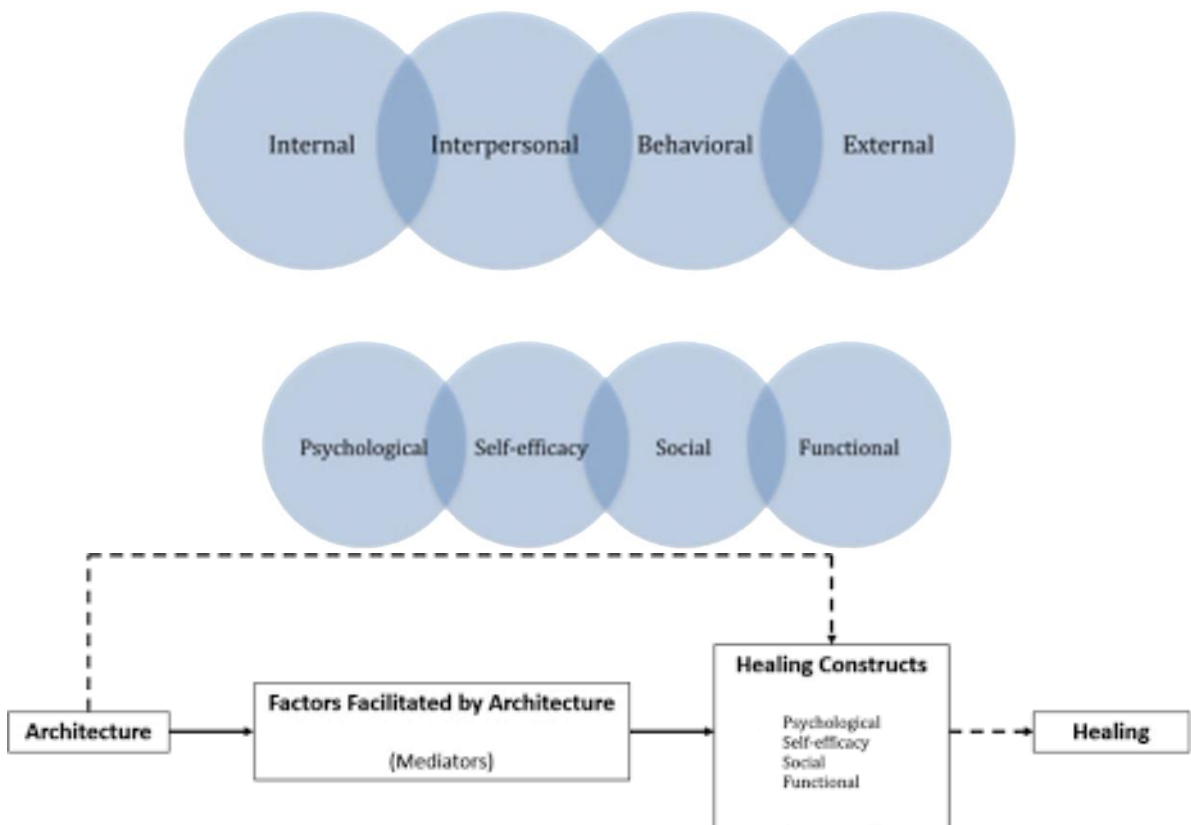 Internal
Interpersonal
Behavioral
External
Psychological
Self-efficacy
Social
Functional
Architecture
Factors Facilitated by Architecture
(Mediators)
Healing Constructs
Psychological
Self-efficacy
Social
Functional
Healing